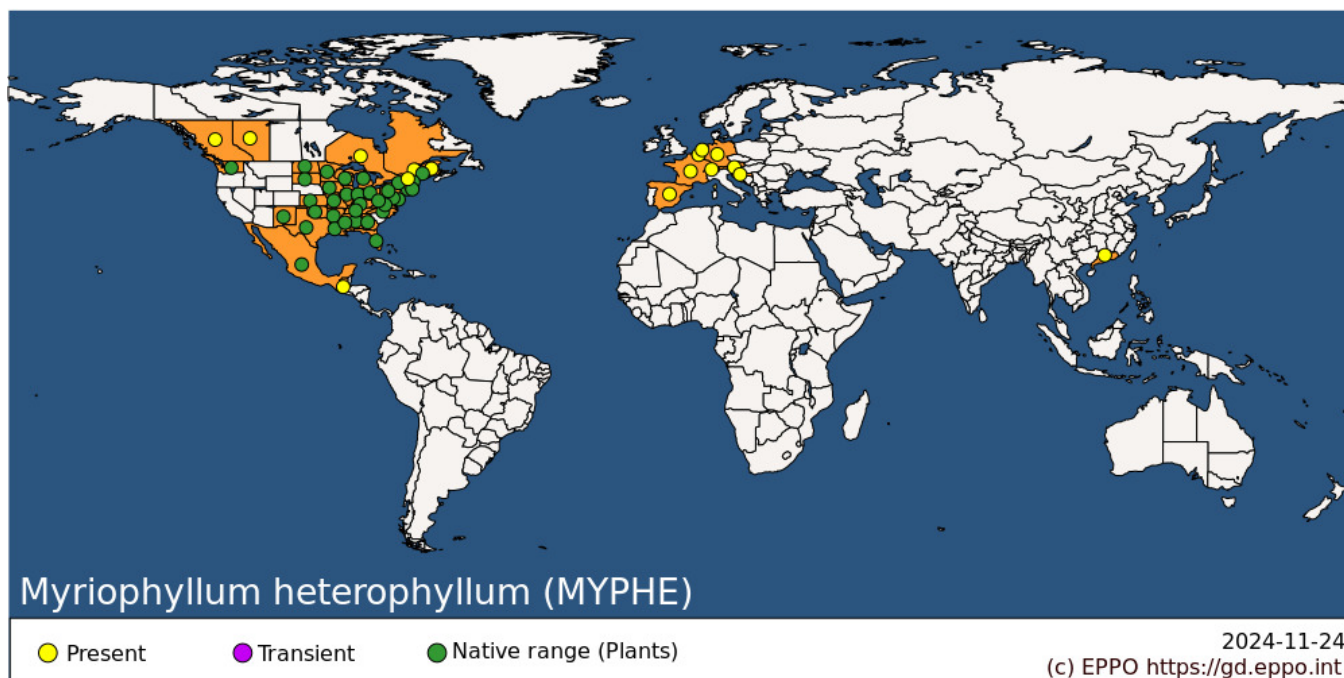 Myriophyllum heterophyllum (MYPHE)
Present
Transient
Native range (Plants)
2024-11-24
(c) EPPO https://gd.eppo.int